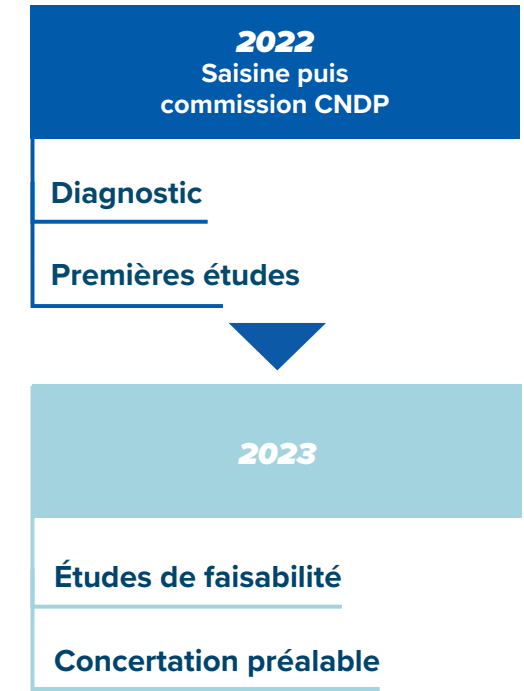 2022
Saisine puis
commission CNDP
Diagnostic
Premières études
2023
Études de faisabilité
Concertation préalable